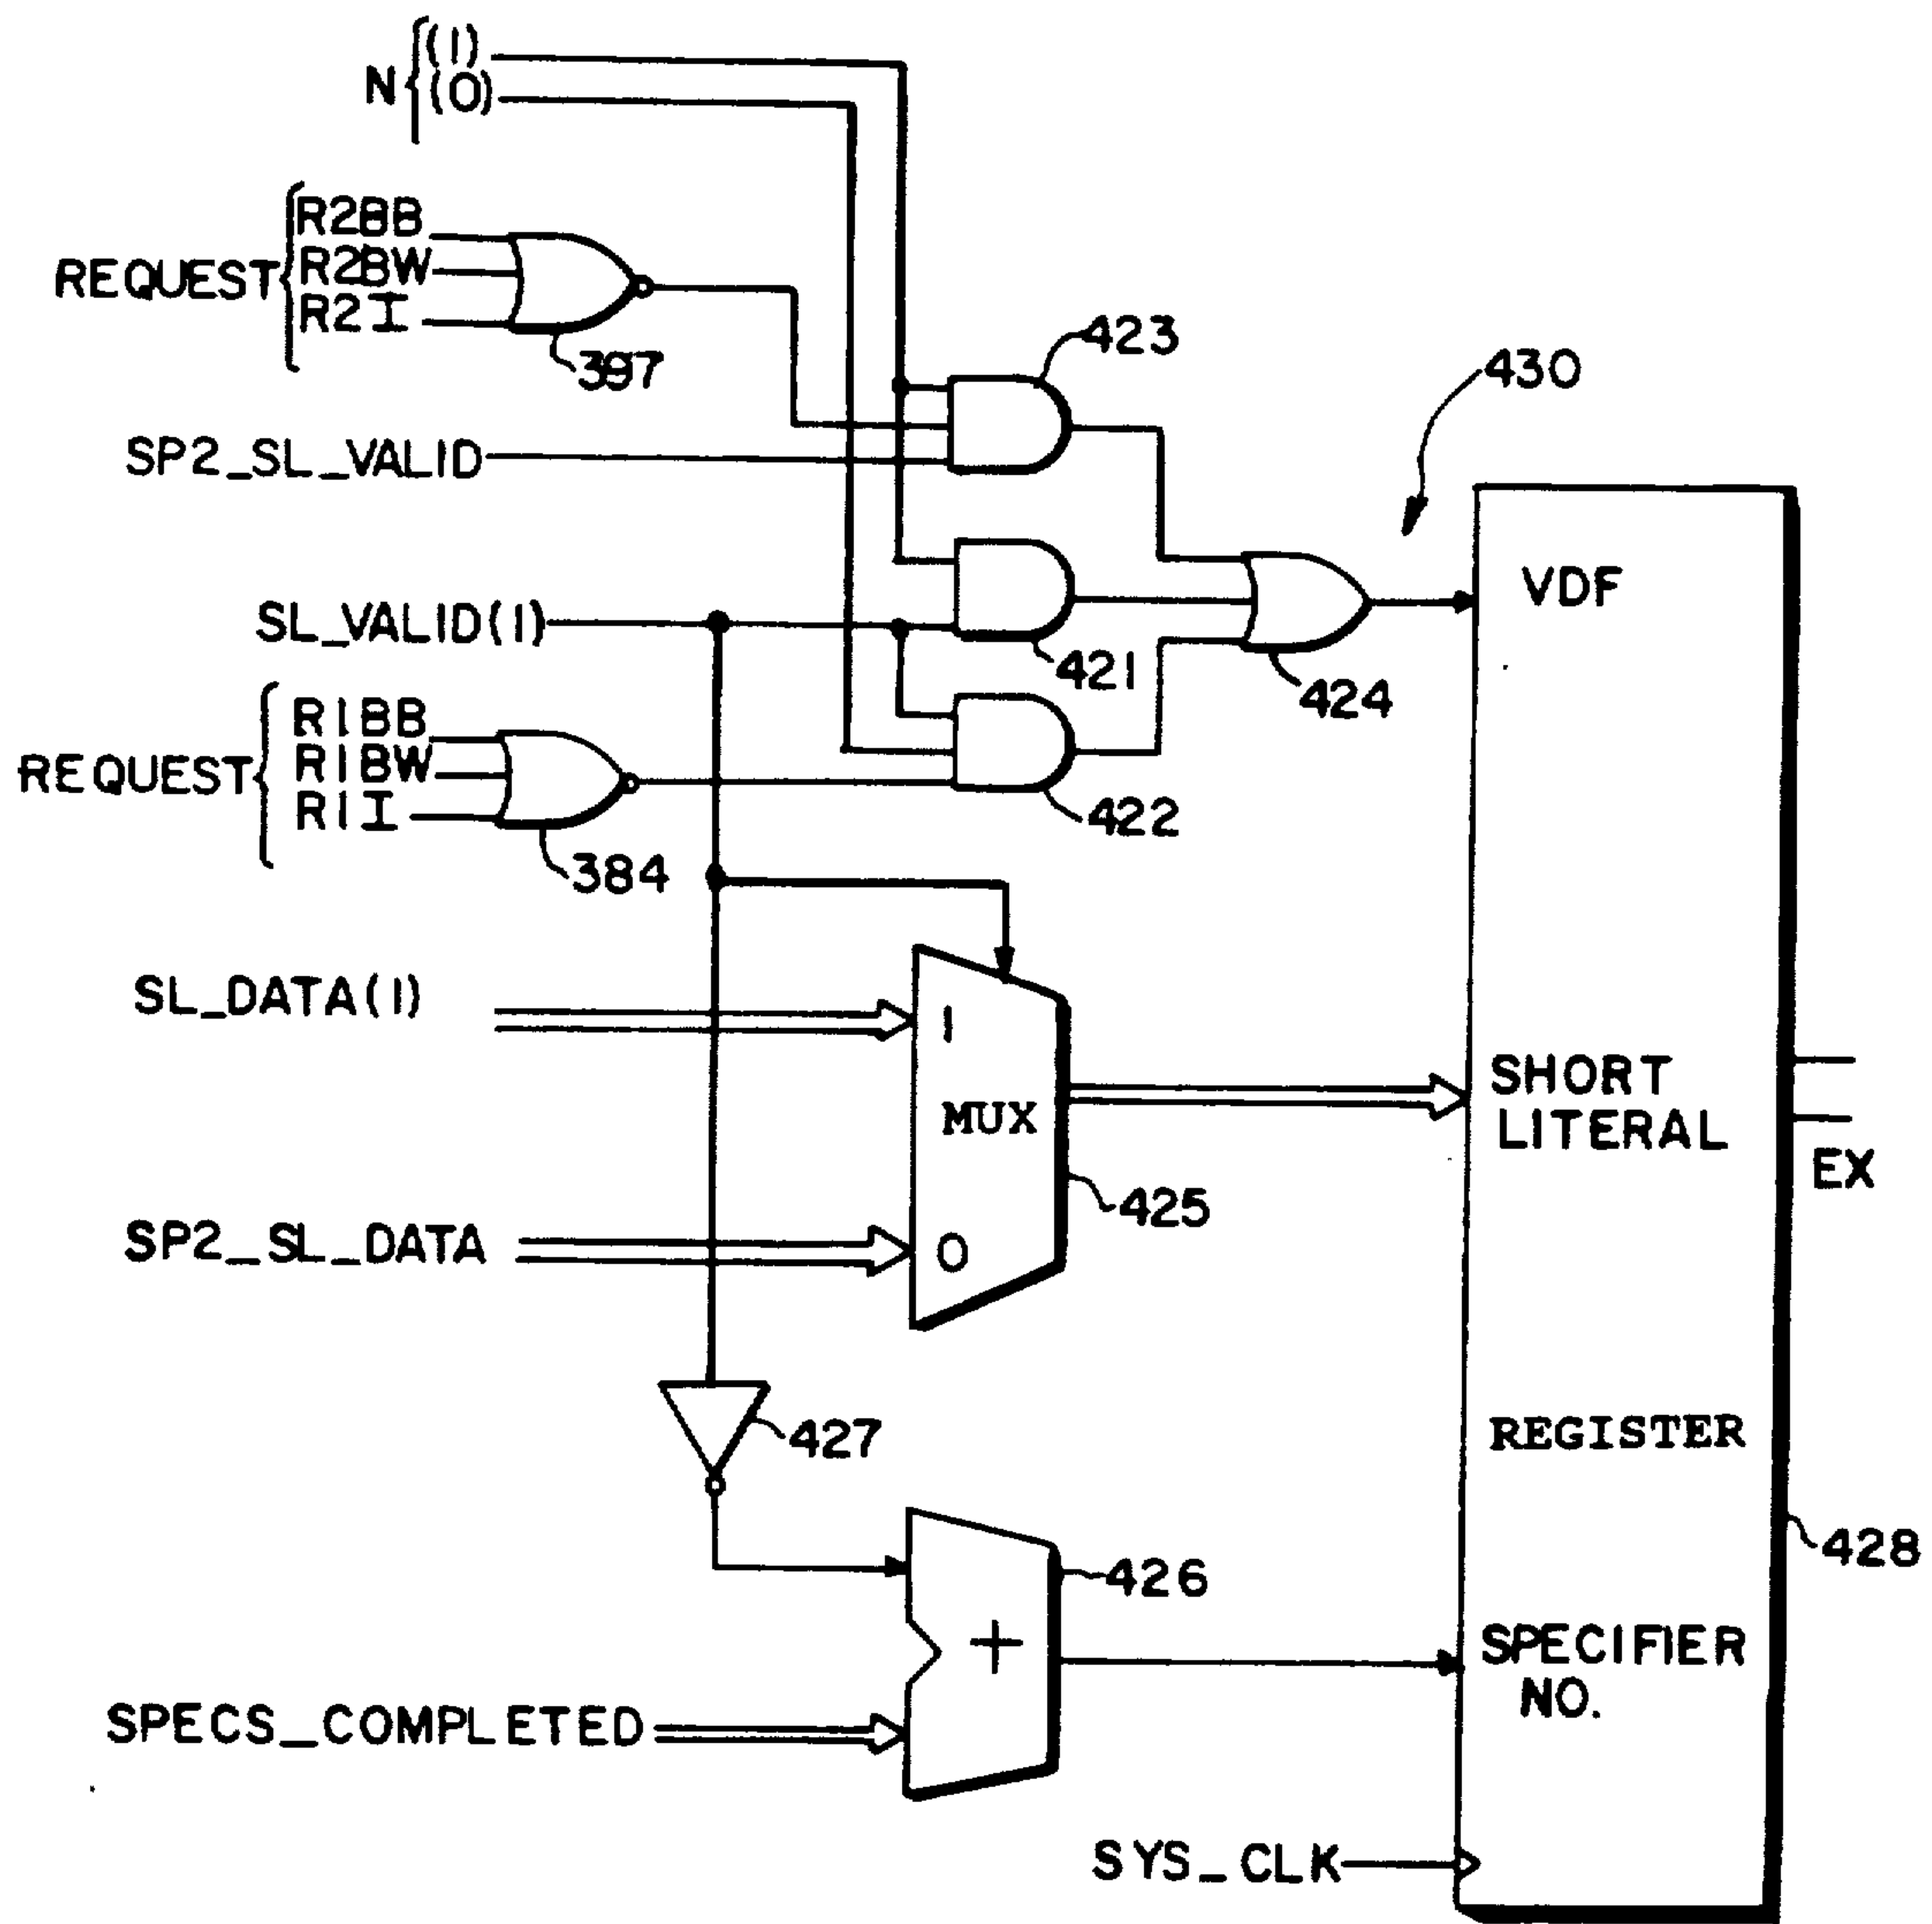 N
(1)
(0)
REQUEST
R2BB
R2BW
R2I
397
SP2_SL_VALID
423
430
VDF
SL_VALID(1)
421
424
REQUEST
R1BB
R1BW
R1I
422
384
SL_DATA(1)
1
MUX
SHORT
LITERAL
EX
425
SP2_SL_DATA
0
427
REGISTER
428
426
+
SPECIFIER
NO.
SPECS_COMPLETED
SYS_CLK